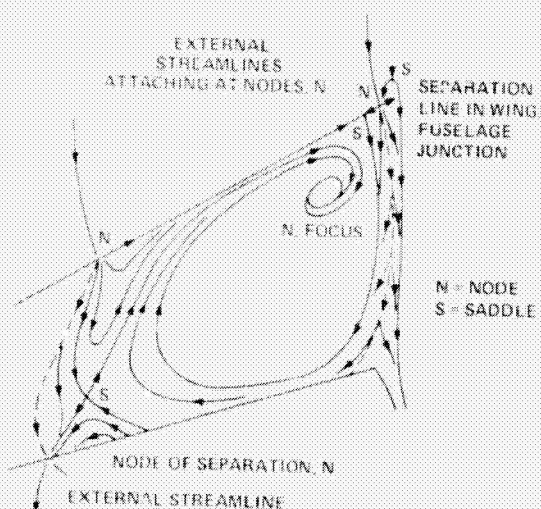 EXTERNAL
STREAMLINES
ATTACHING AT NODES, N
S
N
SEPARATION
LINE IN WING
FUSELAGE
JUNCTION
S
N, FOCUS
N
N = NODE
S = SADDLE
S
NODE OF SEPARATION, N
EXTERNAL STREAMLINE